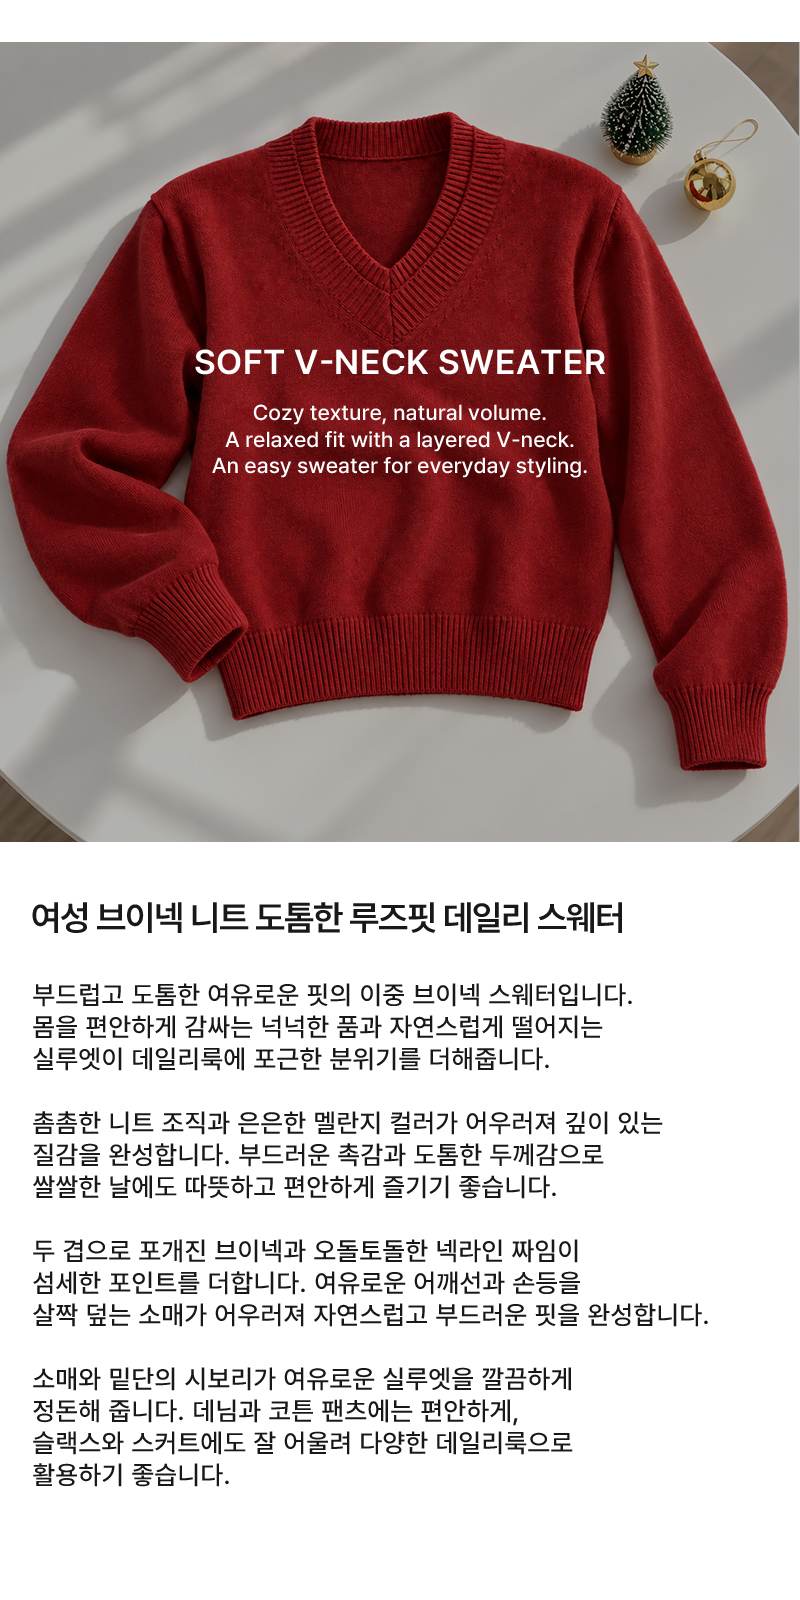 SOFT V-NECK SWEATER
Cozy texture, natural volume.
A relaxed fit with a layered V-neck.
An easy sweater for everyday styling.
여성 브이넥 니트 도톰한 루즈핏 데일리 스웨터
부드럽고 도톰한 여유로운 핏의 이중 브이넥 스웨터입니다.
몸을 편안하게 감싸는 넉넉한 품과 자연스럽게 떨어지는
실루엣이 데일리룩에 포근한 분위기를 더해줍니다.
촘촘한 니트 조직과 은은한 멜란지 컬러가 어우러져 깊이 있는
질감을 완성합니다. 부드러운 촉감과 도톰한 두께감으로
쌀쌀한 날에도 따뜻하고 편안하게 즐기기 좋습니다.
두 겹으로 포개진 브이넥과 오돌토돌한 넥라인 짜임이
섬세한 포인트를 더합니다. 여유로운 어깨선과 손등을
살짝 덮는 소매가 어우러져 자연스럽고 부드러운 핏을 완성합니다.
소매와 밑단의 시보리가 여유로운 실루엣을 깔끔하게
정돈해 줍니다. 데님과 코튼 팬츠에는 편안하게,
슬랙스와 스커트에도 잘 어울려 다양한 데일리룩으로
활용하기 좋습니다.